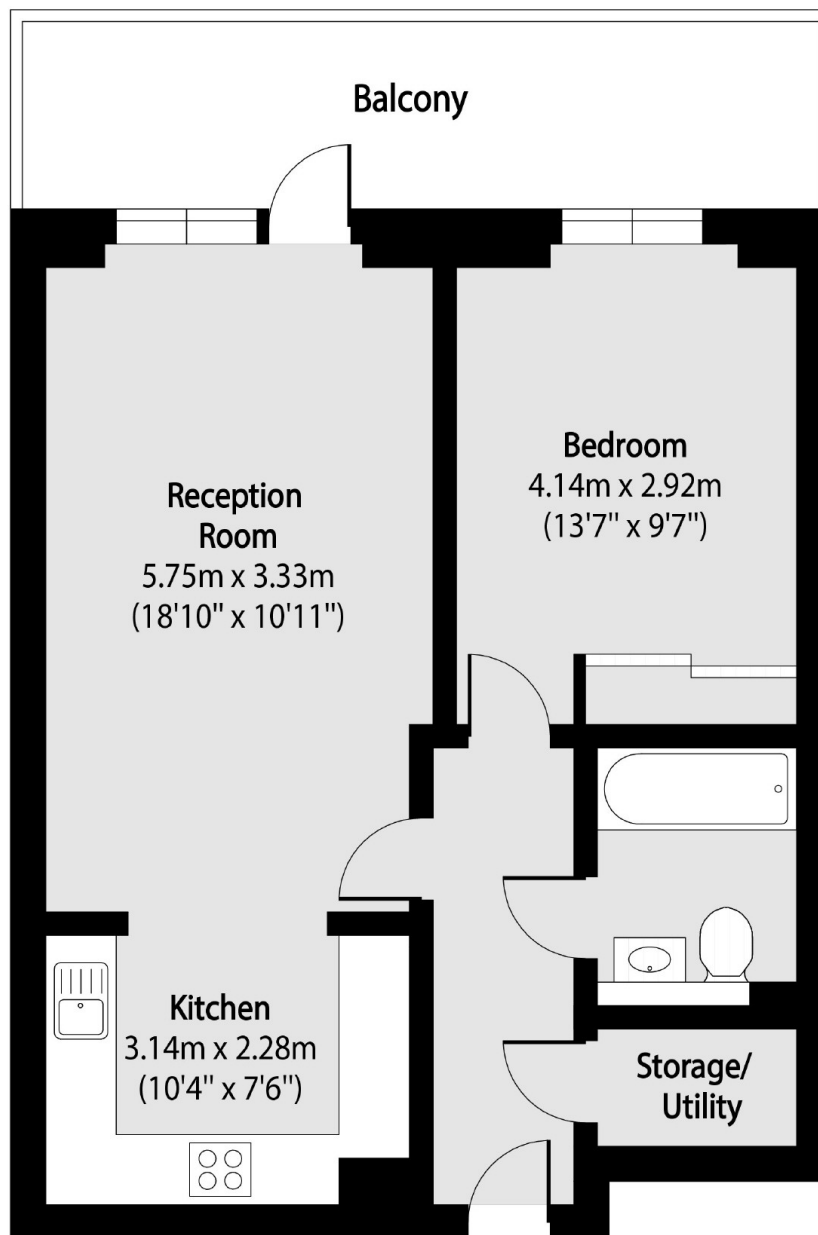 Balcony
Reception
Room
5.75m x 3.33m
(18'10" x 10'11")
Bedroom
4.14m x 2.92m
(13'7" x 9'7")
Kitchen
3.14m x 2.28m
(10'4" x 7'6")
Storage/
Utility